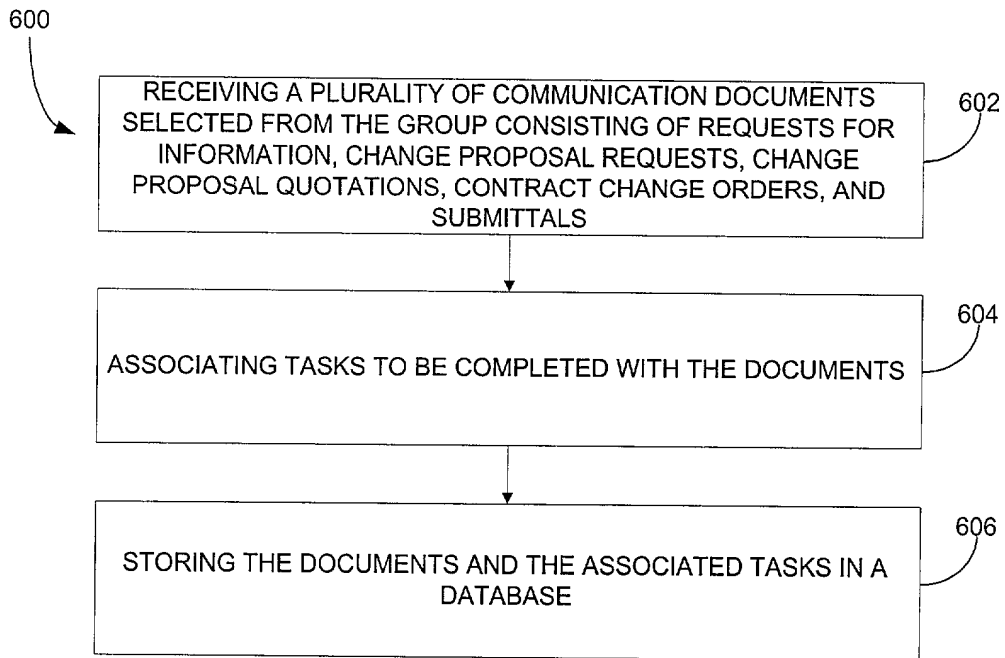 600
RECEIVING A PLURALITY OF COMMUNICATION DOCUMENTS
SELECTED FROM THE GROUP CONSISTING OF REQUESTS FOR
INFORMATION, CHANGE PROPOSAL REQUESTS, CHANGE
PROPOSAL QUOTATIONS, CONTRACT CHANGE ORDERS, AND
SUBMITTALS
602
ASSOCIATING TASKS TO BE COMPLETED WITH THE DOCUMENTS
604
STORING THE DOCUMENTS AND THE ASSOCIATED TASKS IN A
DATABASE
606